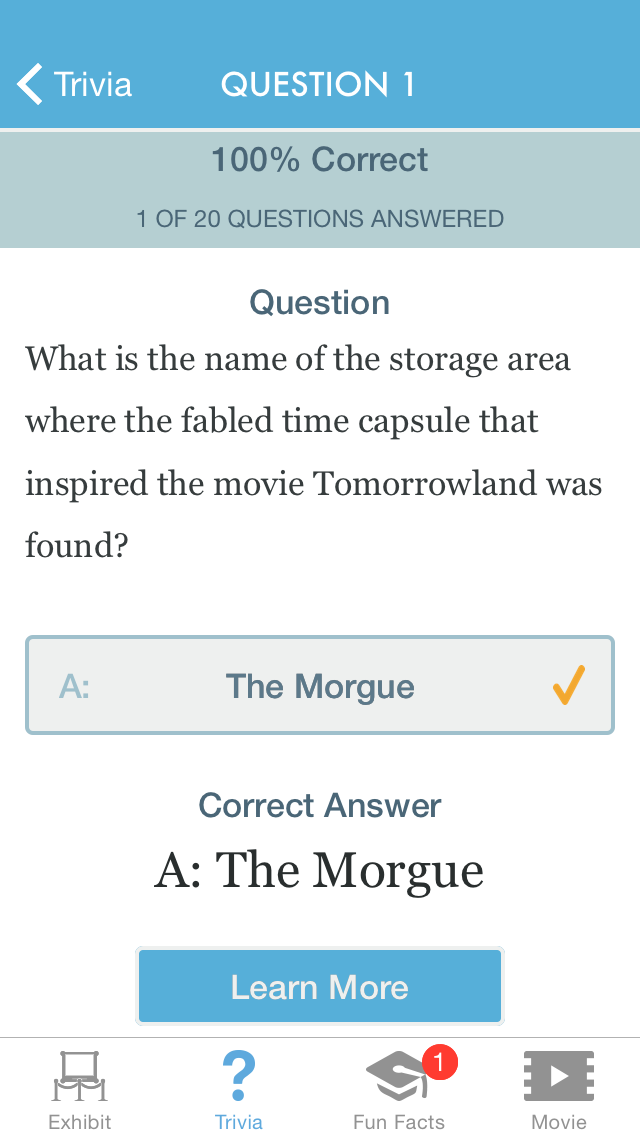 Trivia QUESTION 1
100% Correct
1 OF 20 QUESTIONS ANSWERED
Question
What is the name of the storage area
where the fabled time capsule that
inspired the movie Tomorrowland was
found?
A: The Morgue
Correct Answer
A: The Morgue
Learn More
1
Exhibit Trivia Fun Facts Movie